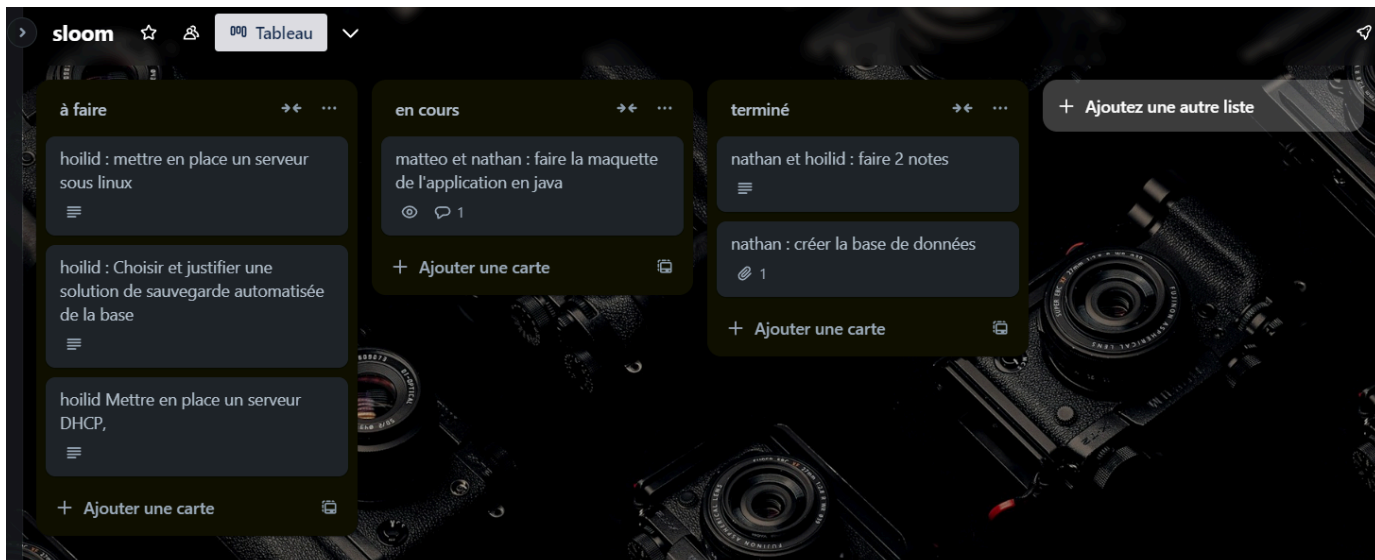 sloom
Tableau
à faire
hoilid : mettre en place un serveur
sous linux
hoilid : Choisir et justifier une
solution de sauvegarde automatisée
de la base
hoilid Mettre en place un serveur
DHCP,
+ Ajouter une carte
en cours
matteo et nathan : faire la maquette
de l'application en java
1
+ Ajouter une carte
terminé
nathan et hoilid : faire 2 notes
nathan : créer la base de données
1
+ Ajouter une carte
+ Ajoutez une autre liste